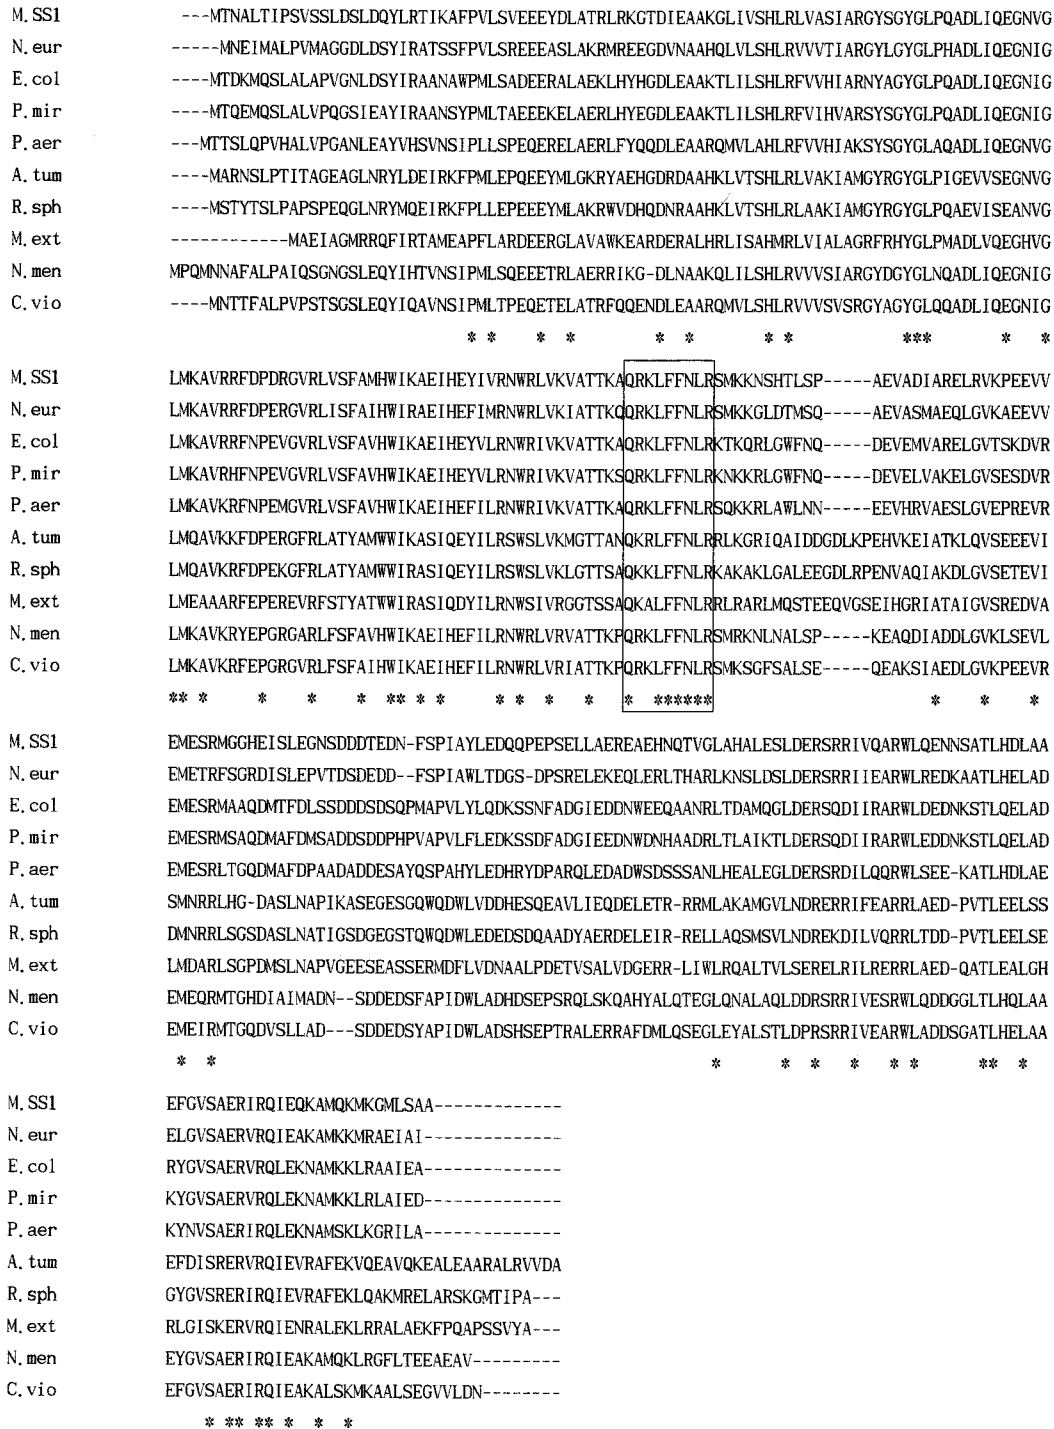 M.SS1 ---MTNALTIPSVSSLDSLDQYLRTIKAFPVLSVEEEYDLATRLRKGTDIEAAKGLIVSHLRLVASIARGYSGYGLPQADLIQEGNVG
N.eur -----MNEIMALPVMAGGDLDSYIRATSSFPVLSREEEASLAKRMREEGDVNAAHQLVLSHLRVVVTIARGYLGYGLPHADLIQEGNIG
E.col ----MTDKMQSLALAPVGNLDSYIRAANAWPMLSADEERALAEKLHYHGDLEAAKTLILSHLRFVVHIARNYAGYGLPQADLIQEGNIG
P.mir ----MTQEMQSLALVPQGSIEAYIRAANSYPMLTAEEEKELAERLHYEGDLEAAKTLILSHLRFVIHVARSYSGYGLPQADLIQEGNIG
P.aer ---MTTSLQPVHALVPGANLEAYVHSVNSIPLLSPEQERELAERLFYQQDLEAARQMVLAHLRFVVHIAKSYSGYGLAQADLIQEGNVG
A.tum ----MARNSLPTITAGEAGLNRYLDEIRKFPMLEPQEEYMLGKRYAEHGDRDAAHKLVTSHLRLVAKIAMGYRGYGLPIGEVVSEGNVG
R.sph ----MSTYTSLPAPSPEQGLNRYMQEIRKFPLLEPEEEYMLAKRWVDHQDNRAAHKLVTSHLRLAAKIAMGYRGYGLPQAEVISEANVG
M.ext ------------MAEIAGMRRQFIRTAMEAPFLARDEERGLAVAWKEARDERALHRLISAHMRLVIALAGRFRHYGLPMADLVQEGHVG
N.men MPQMNNAFALPAIQSGNGSLEQYIHTVNSIPMLSQEEETRLAERRIKG-DLNAAKQLILSHLRVVVSIARGYDGYGLNQADLIQEGNIG
C.vio ----MNTTFALPVPSTSGSLEQYIQAVNSIPMLTPEQETELATRFQQENDLEAARQMVLSHLRVVVSVSRGYAGYGLQQADLIQEGNIG
* * * * * * * * *** * *
M.SS1 LMKAVRRFDPDRGVRLVSFAMHWIKAEIHEYIVRNWRLVKVATTKAQRKLFFNLRSMKKNSHTLSP-----AEVADIARELRVKPEEVV
N.eur LMKAVRRFDPERGVRLISFAIHWIRAEIHEFIMRNWRLVKIATTKQQRKLFFNLRSMKKGLDTMSQ-----AEVASMAEQLGVKAEEVV
E.col LMKAVRRFNPEVGVRLVSFAVHWIKAEIHEYVLRNWRIVKVATTKAQRKLFFNLRKTKQRLGWFNQ-----DEVEMVARELGVTSKDVR
P.mir LMKAVRHFNPEVGVRLVSFAVHWIKAEIHEYVLRNWRIVKVATTKSQRKLFFNLRKNKKRLGWFNQ-----DEVELVAKELGVSESDVR
P.aer LMKAVKRFNPEMGVRLVSFAVHWIKAEIHEFILRNWRIVKVATTKAQRKLFFNLRSQKKRLAWLNN-----EEVHRVAESLGVEPREVR
A.tum LMQAVKKFDPERGFRLATYAMWWIKASIQEYILRSWSLVKMGTTANQKRLFFNLRRLKGRIQAIDDGDLKPEHVKEIATKLQVSEEEVI
R.sph LMQAVKRFDPEKGFRLATYAMWWIRASIQEYILRSWSLVKLGTTSAQKKLFFNLRKAKAKLGALEEGDLRPENVAQIAKDLGVSETEVI
M.ext LMEAAARFEPEREVRFSTYATWWIRASIQDYILRNWSIVRGGTSSAQKALFFNLRRLRARLMQSTEEQVGSEIHGRIATAIGVSREDVA
N.men LMKAVKRYEPGRGARLFSFAVHWIKAEIHEFILRNWRLVRVATTKPQRKLFFNLRSMRKNLNALSP-----KEAQDIADDLGVKLSEVL
C.vio LMKAVKRFEPGRGVRLFSFAIHWIKAEIHEFILRNWRLVRIATTKPQRKLFFNLRSMKSGFSALSE-----QEAKSIAEDLGVKPEEVR
** * * * * ** * * * * * * * ****** * * *
M.SS1 EMESRMGGHEISLEGNSDDDTEDN-FSPIAYLEDQQPEPSELLAEREAEHNQTVGLAHALESLDERSRRIVQARWLQENNSATLHDLAA
N.eur EMETRFSGRDISLEPVTDSDEDD--FSPIAWLTDGS-DPSRELEKEQLERLTHARLKNSLDSLDERSRRIIEARWLREDKAATLHELAD
E.col EMESRMAAQDMTFDLSSDDDSDSQPMAPVLYLQDKSSNFADGIEDDNWEEQAANRLTDAMQGLDERSQDIIRARWLDEDNKSTLQELAD
P.mir EMESRMSAQDMAFDMSADDSDDPHPVAPVLFLEDKSSDFADGIEEDNWDNHAADRLTLAIKTLDERSQDIIRARWLEDDNKSTLQELAD
P.aer EMESRLTGQDMAFDPAADADDESAYQSPAHYLEDHRYDPARQLEDADWSDSSSANLHEALEGLDERSRDILQQRWLSEE-KATLHDLAE
A.tum SMNRRLHG-DASLNAPIKASEGESGQWQDWLVDDHESQEAVLIEQDELETR-RRMLAKAMGVLNDRERRIFEARRLAED-PVTLEELSS
R.sph DMNRRLSGSDASLNATIGSDGEGSTQWQDWLEDEDSDQAADYAERDELEIR-RELLAQSMSVLNDREKDILVQRRLTDD-PVTLEELSE
M.ext LMDARLSGPDMSLNAPVGEESEASSERMDFLVDNAALPDETVSALVDGERR-LIWLRQALTVLSERELRILRERRLAED-QATLEALGH
N.men EMEQRMTGHDIAIMADN--SDDEDSFAPIDWLADHDSEPSRQLSKQAHYALQTEGLQNALAQLDDRSRRIVESRWLQDDGGLTLHQLAA
C.vio EMEIRMTGQDVSLLAD---SDDEDSYAPIDWLADSHSEPTRALERRAFDMLQSEGLEYALSTLDPRSRRIVEARWLADDSGATLHELAA
* * * * * * * * ** *
M.SS1 EFGVSAERIRQIEQKAMQKMKGMLSAA-------------
N.eur ELGVSAERVRQIEAKAMKKMRAEIAI--------------
E.col RYGVSAERVRQLEKNAMKKLRAAIEA--------------
P.mir KYGVSAERVRQLEKNAMKKLRLAIED--------------
P.aer KYNVSAERIRQLEKNAMSKLKGRILA--------------
A.tum EFDISRERVRQIEVRAFEKVQEAVQKEALEAARALRVVDA
R.sph GYGVSRERIRQIEVRAFEKLQAKMRELARSKGMTIPA---
M.ext RLGISKERVRQIENRALEKLRRALAEKFPQAPSSVYA---
N.men EYGVSAERIRQIEAKAMQKLRGFLTEEAEAV---------
C.vio EFGVSAERIRQIEAKALSKMKAALSEGVVLDN--------
* ** ** * * *